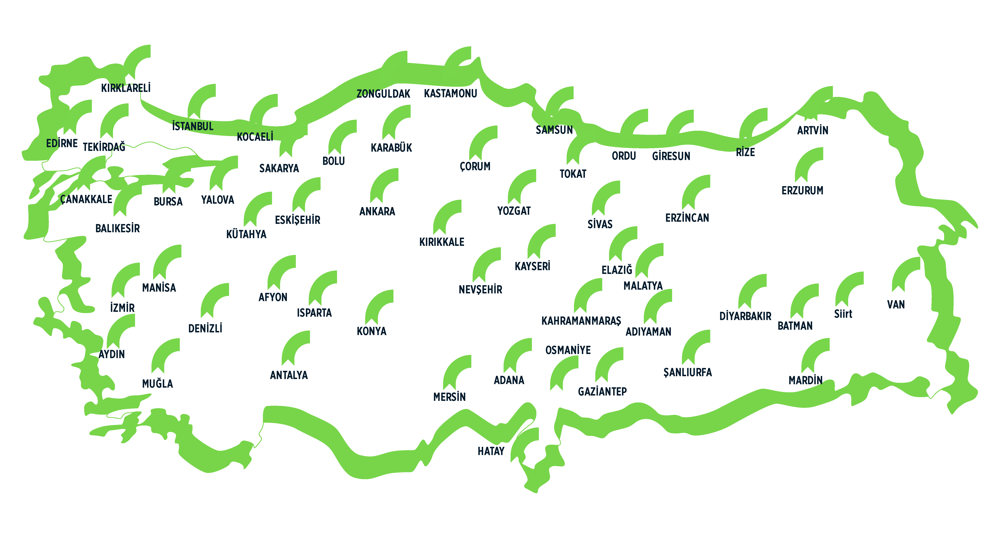 KIRKLARELİ
ZONGULDAK
KASTAMONU
İSTANBUL
KOCAELİ
SAMSUN
ARTVİN
EDİRNE
TEKİRDAĞ
KARABÜK
RİZE
ORDU
GİRESUN
BOLU
SAKARYA
ÇORUM
TOKAT
ERZURUM
ÇANAKKALE
BURSA
YALOVA
ANKARA
YOZGAT
ERZİNCAN
ESKİŞEHİR
SİVAS
BALIKESİR
KÜTAHYA
KIRIKKALE
KAYSERİ
ELAZIĞ
MALATYA
MANİSA
NEVŞEHİR
AFYON
VAN
İZMİR
ISPARTA
Siirt
DİYARBAKIR
KAHRAMANMARAŞ
BATMAN
DENİZLİ
KONYA
ADIYAMAN
OSMANİYE
AYDIN
ŞANLIURFA
ANTALYA
ADANA
MARDİN
MUĞLA
GAZİANTEP
MERSİN
HATAY